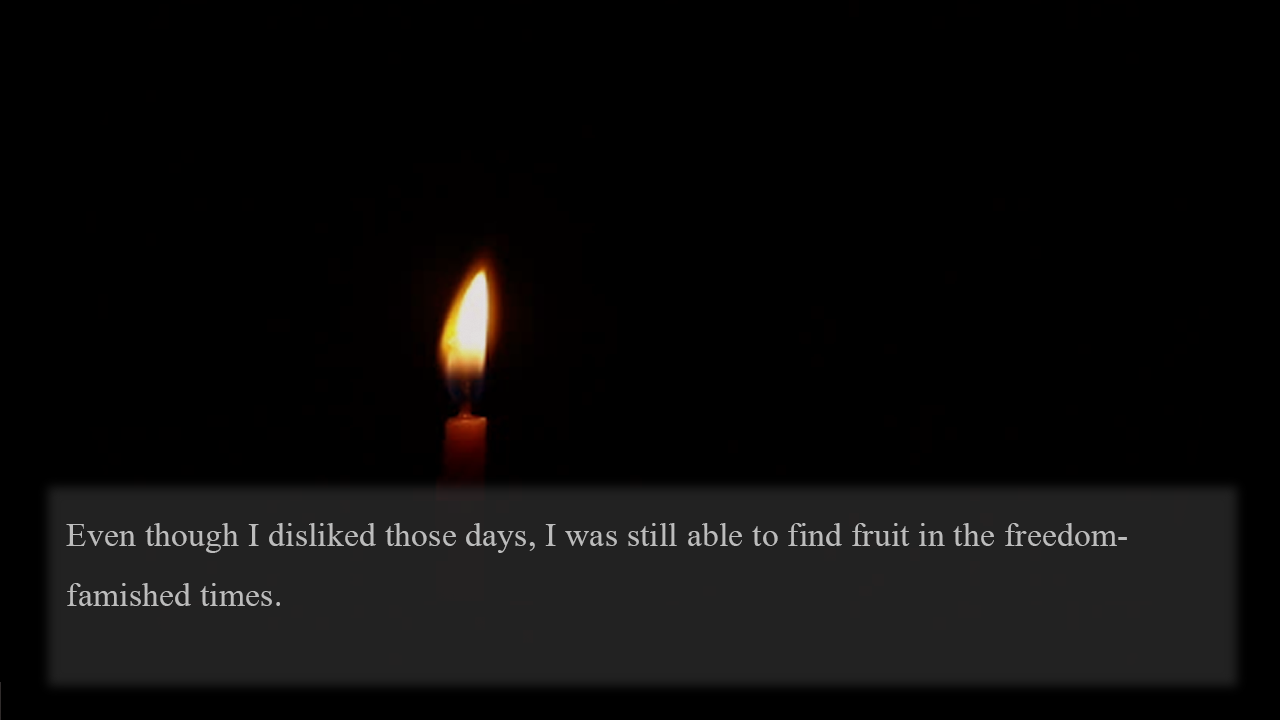 Even though I disliked those days, I was still able to find fruit in the freedom-
famished times.